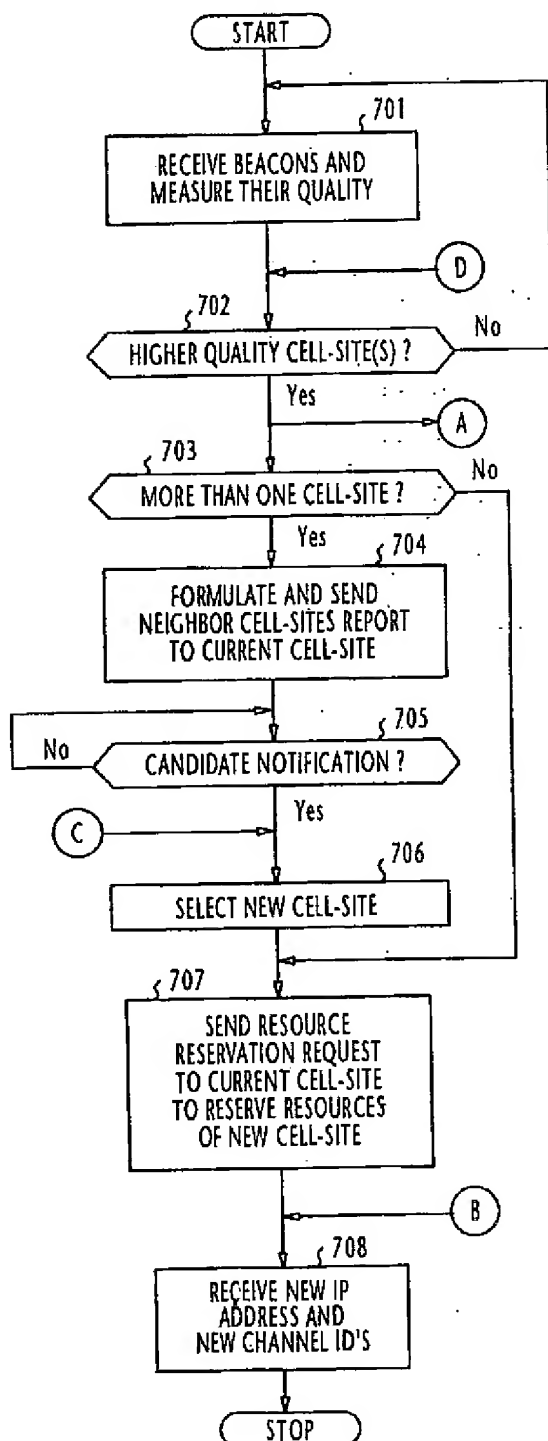 START
701
RECEIVE BEACONS AND
MEASURE THEIR QUALITY
D
702
HIGHER QUALITY CELL-SITE(S) ?
No
Yes
A
703
MORE THAN ONE CELL-SITE ?
No
Yes
704
FORMULATE AND SEND
NEIGHBOR CELL-SITES REPORT
TO CURRENT CELL-SITE
705
No
CANDIDATE NOTIFICATION ?
Yes
C
706
SELECT NEW CELL-SITE
707
SEND RESOURCE
RESERVATION REQUEST
TO CURRENT CELL-SITE
TO RESERVE RESOURCES
OF NEW CELL-SITE
B
708
RECEIVE NEW IP
ADDRESS AND
NEW CHANNEL ID'S
STOP